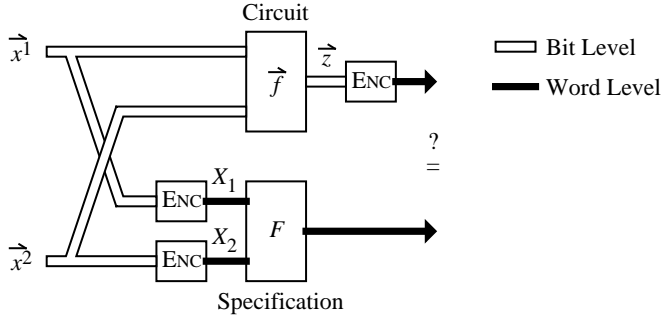 Circuit
x⃗¹
z⃗
Bit Level
f⃗
ENC
Word Level
?
=
X₁
ENC
F
X₂
x⃗²
ENC
Specification